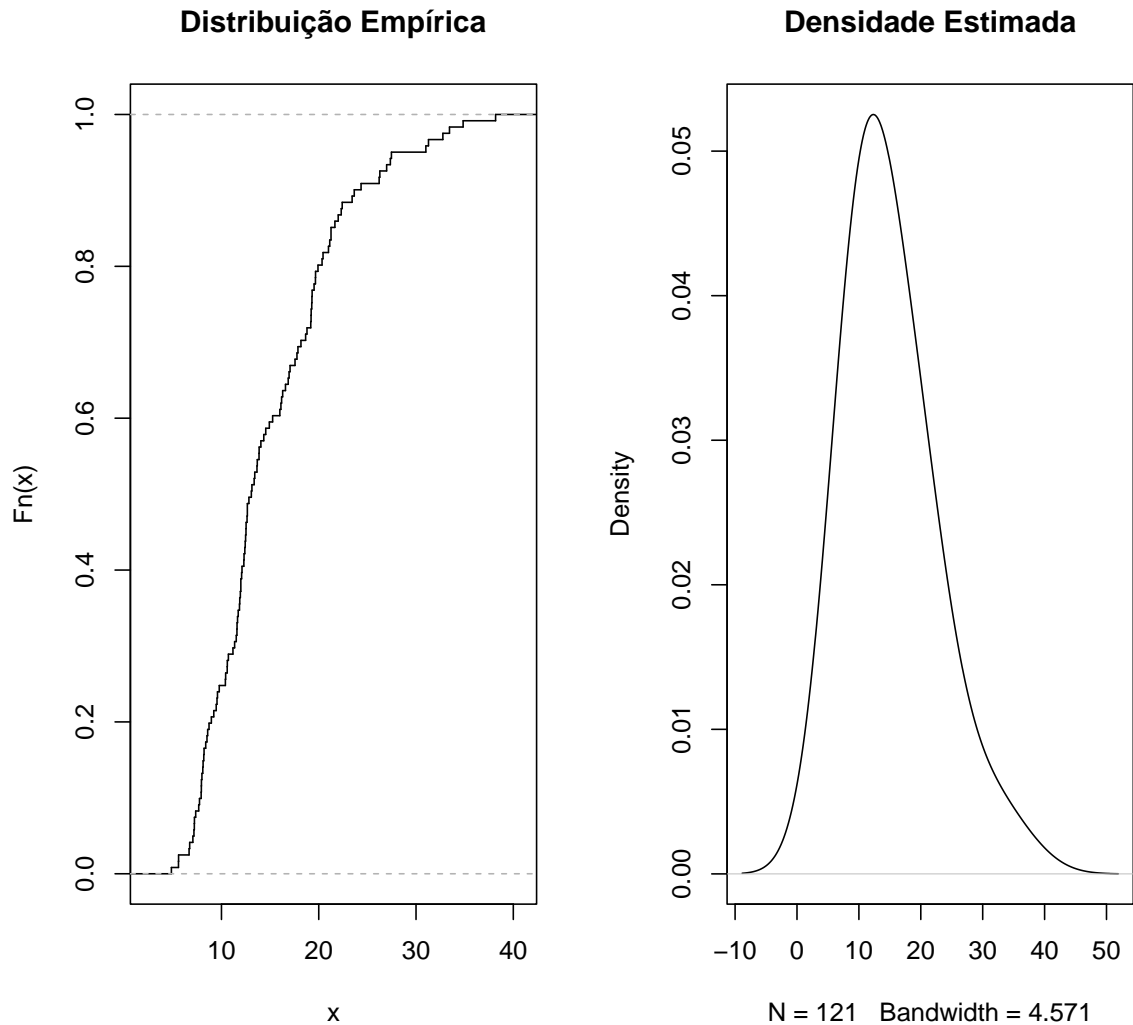 Distribuição Empírica
Fn(x)
0.0 0.2 0.4 0.6 0.8 1.0
10 20 30 40
x
Densidade Estimada
Density
0.00 0.01 0.02 0.03 0.04 0.05
−10 0 10 20 30 40 50
N = 121 Bandwidth = 4.571